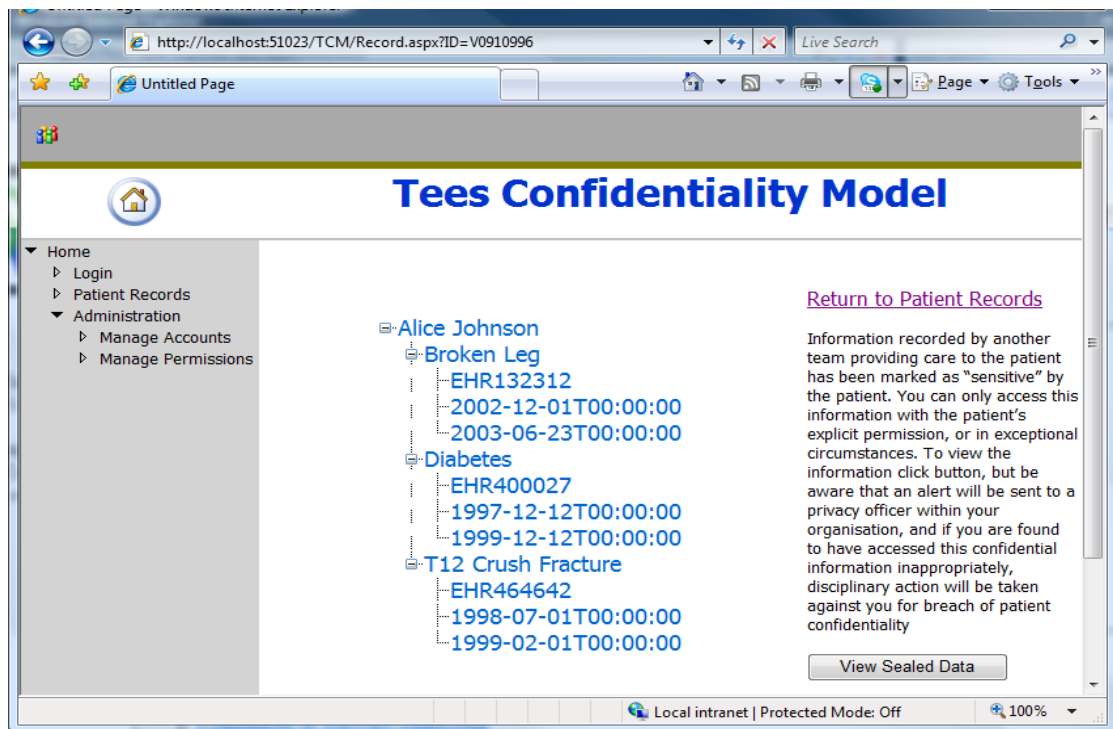 Untitled Page - Windows Internet Explorer
http://localhost:51023/TCM/Record.aspx?ID=V0910996
Live Search
Untitled Page
Page
Tools
Tees Confidentiality Model
Home
Login
Patient Records
Administration
Manage Accounts
Manage Permissions
Alice Johnson
Broken Leg
EHR132312
2002-12-01T00:00:00
2003-06-23T00:00:00
Diabetes
EHR400027
1997-12-12T00:00:00
1999-12-12T00:00:00
T12 Crush Fracture
EHR464642
1998-07-01T00:00:00
1999-02-01T00:00:00
Return to Patient Records
Information recorded by another
team providing care to the patient
has been marked as “sensitive” by
the patient. You can only access this
information with the patient’s
explicit permission, or in exceptional
circumstances. To view the
information click button, but be
aware that an alert will be sent to a
privacy officer within your
organisation, and if you are found
to have accessed this confidential
information inappropriately,
disciplinary action will be taken
against you for breach of patient
confidentiality
View Sealed Data
Local intranet | Protected Mode: Off
100%